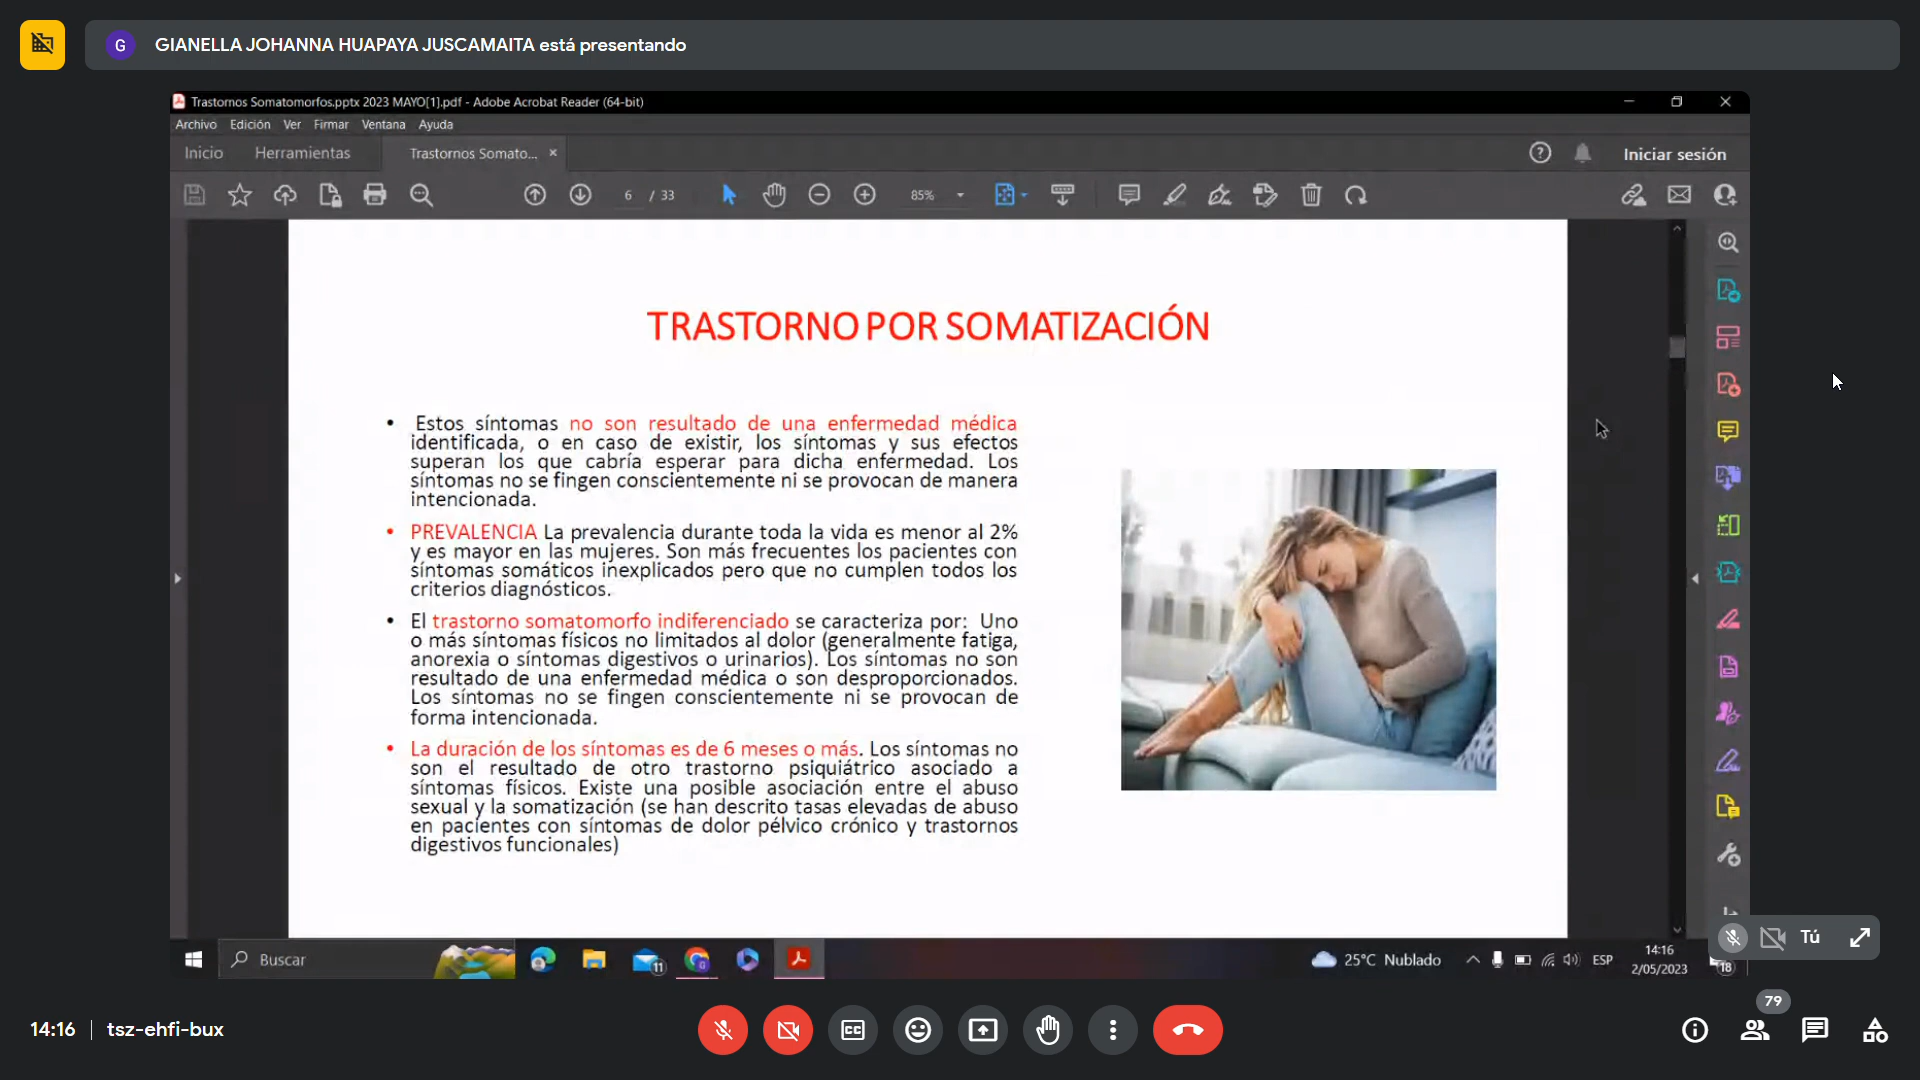 G GIANELLA JOHANNA HUAPAYA JUSCAMAITA está presentando
Trastornos Somatomorfos.pptx 2023 MAYO[1].pdf - Adobe Acrobat Reader (64-bit)
Archivo Edición Ver Firmar Ventana Ayuda
Inicio Herramientas Trastornos Somato... × Iniciar sesión
6 / 33 85%
TRASTORNO POR SOMATIZACIÓN
• Estos síntomas no son resultado de una enfermedad médica
identificada, o en caso de existir, los síntomas y sus efectos
superan los que cabría esperar para dicha enfermedad. Los
síntomas no se fingen conscientemente ni se provocan de manera
intencionada.
• PREVALENCIA La prevalencia durante toda la vida es menor al 2%
y es mayor en las mujeres. Son más frecuentes los pacientes con
síntomas somáticos inexplicados pero que no cumplen todos los
criterios diagnósticos.
• El trastorno somatomorfo indiferenciado se caracteriza por: Uno
o más síntomas físicos no limitados al dolor (generalmente fatiga,
anorexia o síntomas digestivos o urinarios). Los síntomas no son
resultado de una enfermedad médica o son desproporcionados.
Los síntomas no se fingen conscientemente ni se provocan de
forma intencionada.
• La duración de los síntomas es de 6 meses o más. Los síntomas no
son el resultado de otro trastorno psiquiátrico asociado a
síntomas físicos. Existe una posible asociación entre el abuso
sexual y la somatización (se han descrito tasas elevadas de abuso
en pacientes con síntomas de dolor pélvico crónico y trastornos
digestivos funcionales)
Tú
Buscar 11 G 25°C Nublado ESP 14:16
2/05/2023 18
79
14:16 | tsz-ehfi-bux CC